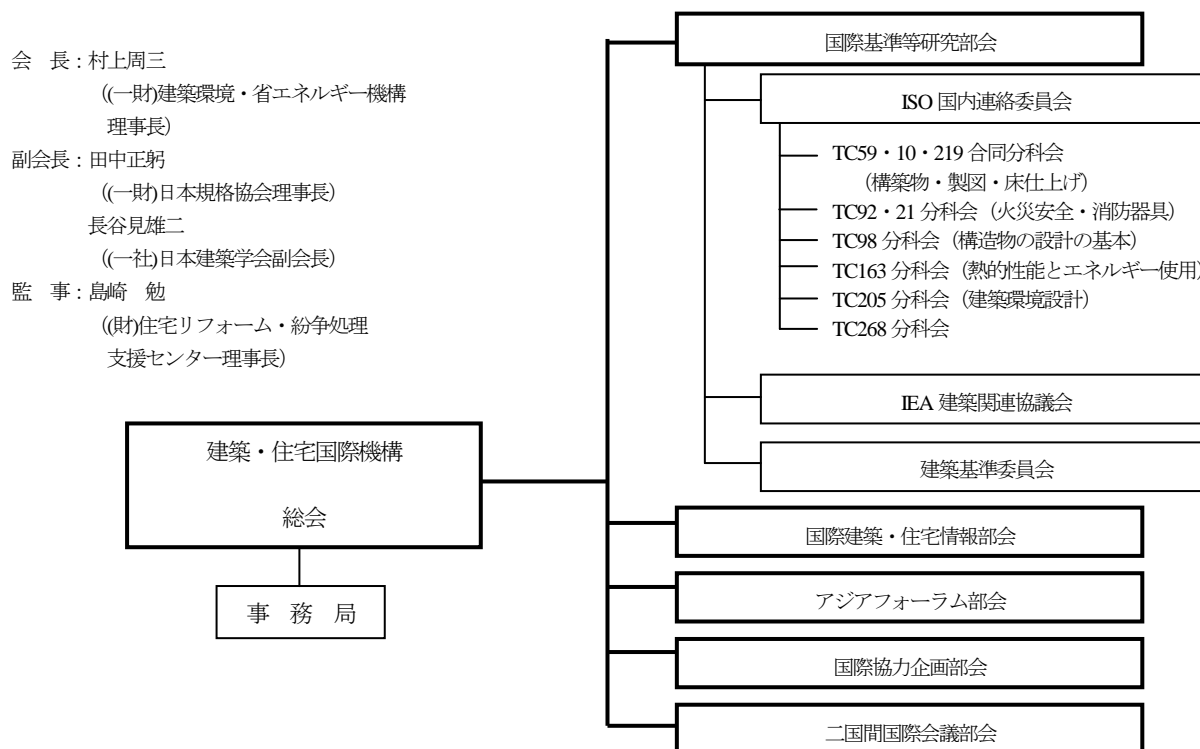 会　長：村上周三
((一財)建築環境・省エネルギー機構
理事長)
副会長：田中正躬
((一財)日本規格協会理事長)
長谷見雄二
((一社)日本建築学会副会長)
監　事：島崎　勉
((財)住宅リフォーム・紛争処理
支援センター理事長)
建築・住宅国際機構
総会
事　務　局
国際基準等研究部会
ISO 国内連絡委員会
TC59・10・219 合同分科会
（構築物・製図・床仕上げ）
TC92・21 分科会（火災安全・消防器具）
TC98 分科会（構造物の設計の基本）
TC163 分科会（熱的性能とエネルギー使用）
TC205 分科会（建築環境設計）
TC268 分科会
IEA 建築関連協議会
建築基準委員会
国際建築・住宅情報部会
アジアフォーラム部会
国際協力企画部会
二国間国際会議部会